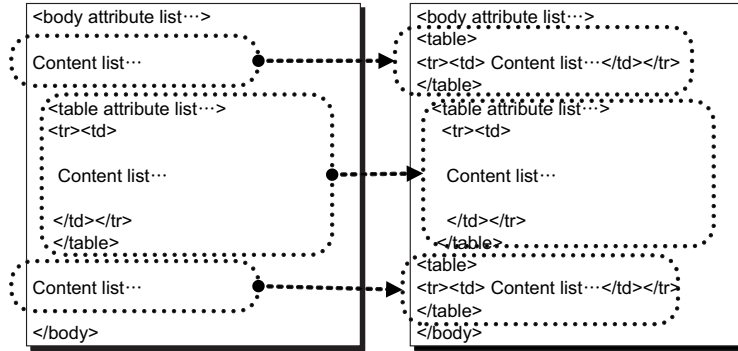 <body attribute list⋯>
Content list⋯
<table attribute list⋯>
<tr><td>
Content list⋯
</td></tr>
</table>
Content list⋯
</body>
<body attribute list⋯>
<table>
<tr><td> Content list⋯</td></tr>
</table>
<table attribute list⋯>
<tr><td>
Content list⋯
</td></tr>
</table>
<table>
<tr><td> Content list⋯</td></tr>
</table>
</body>